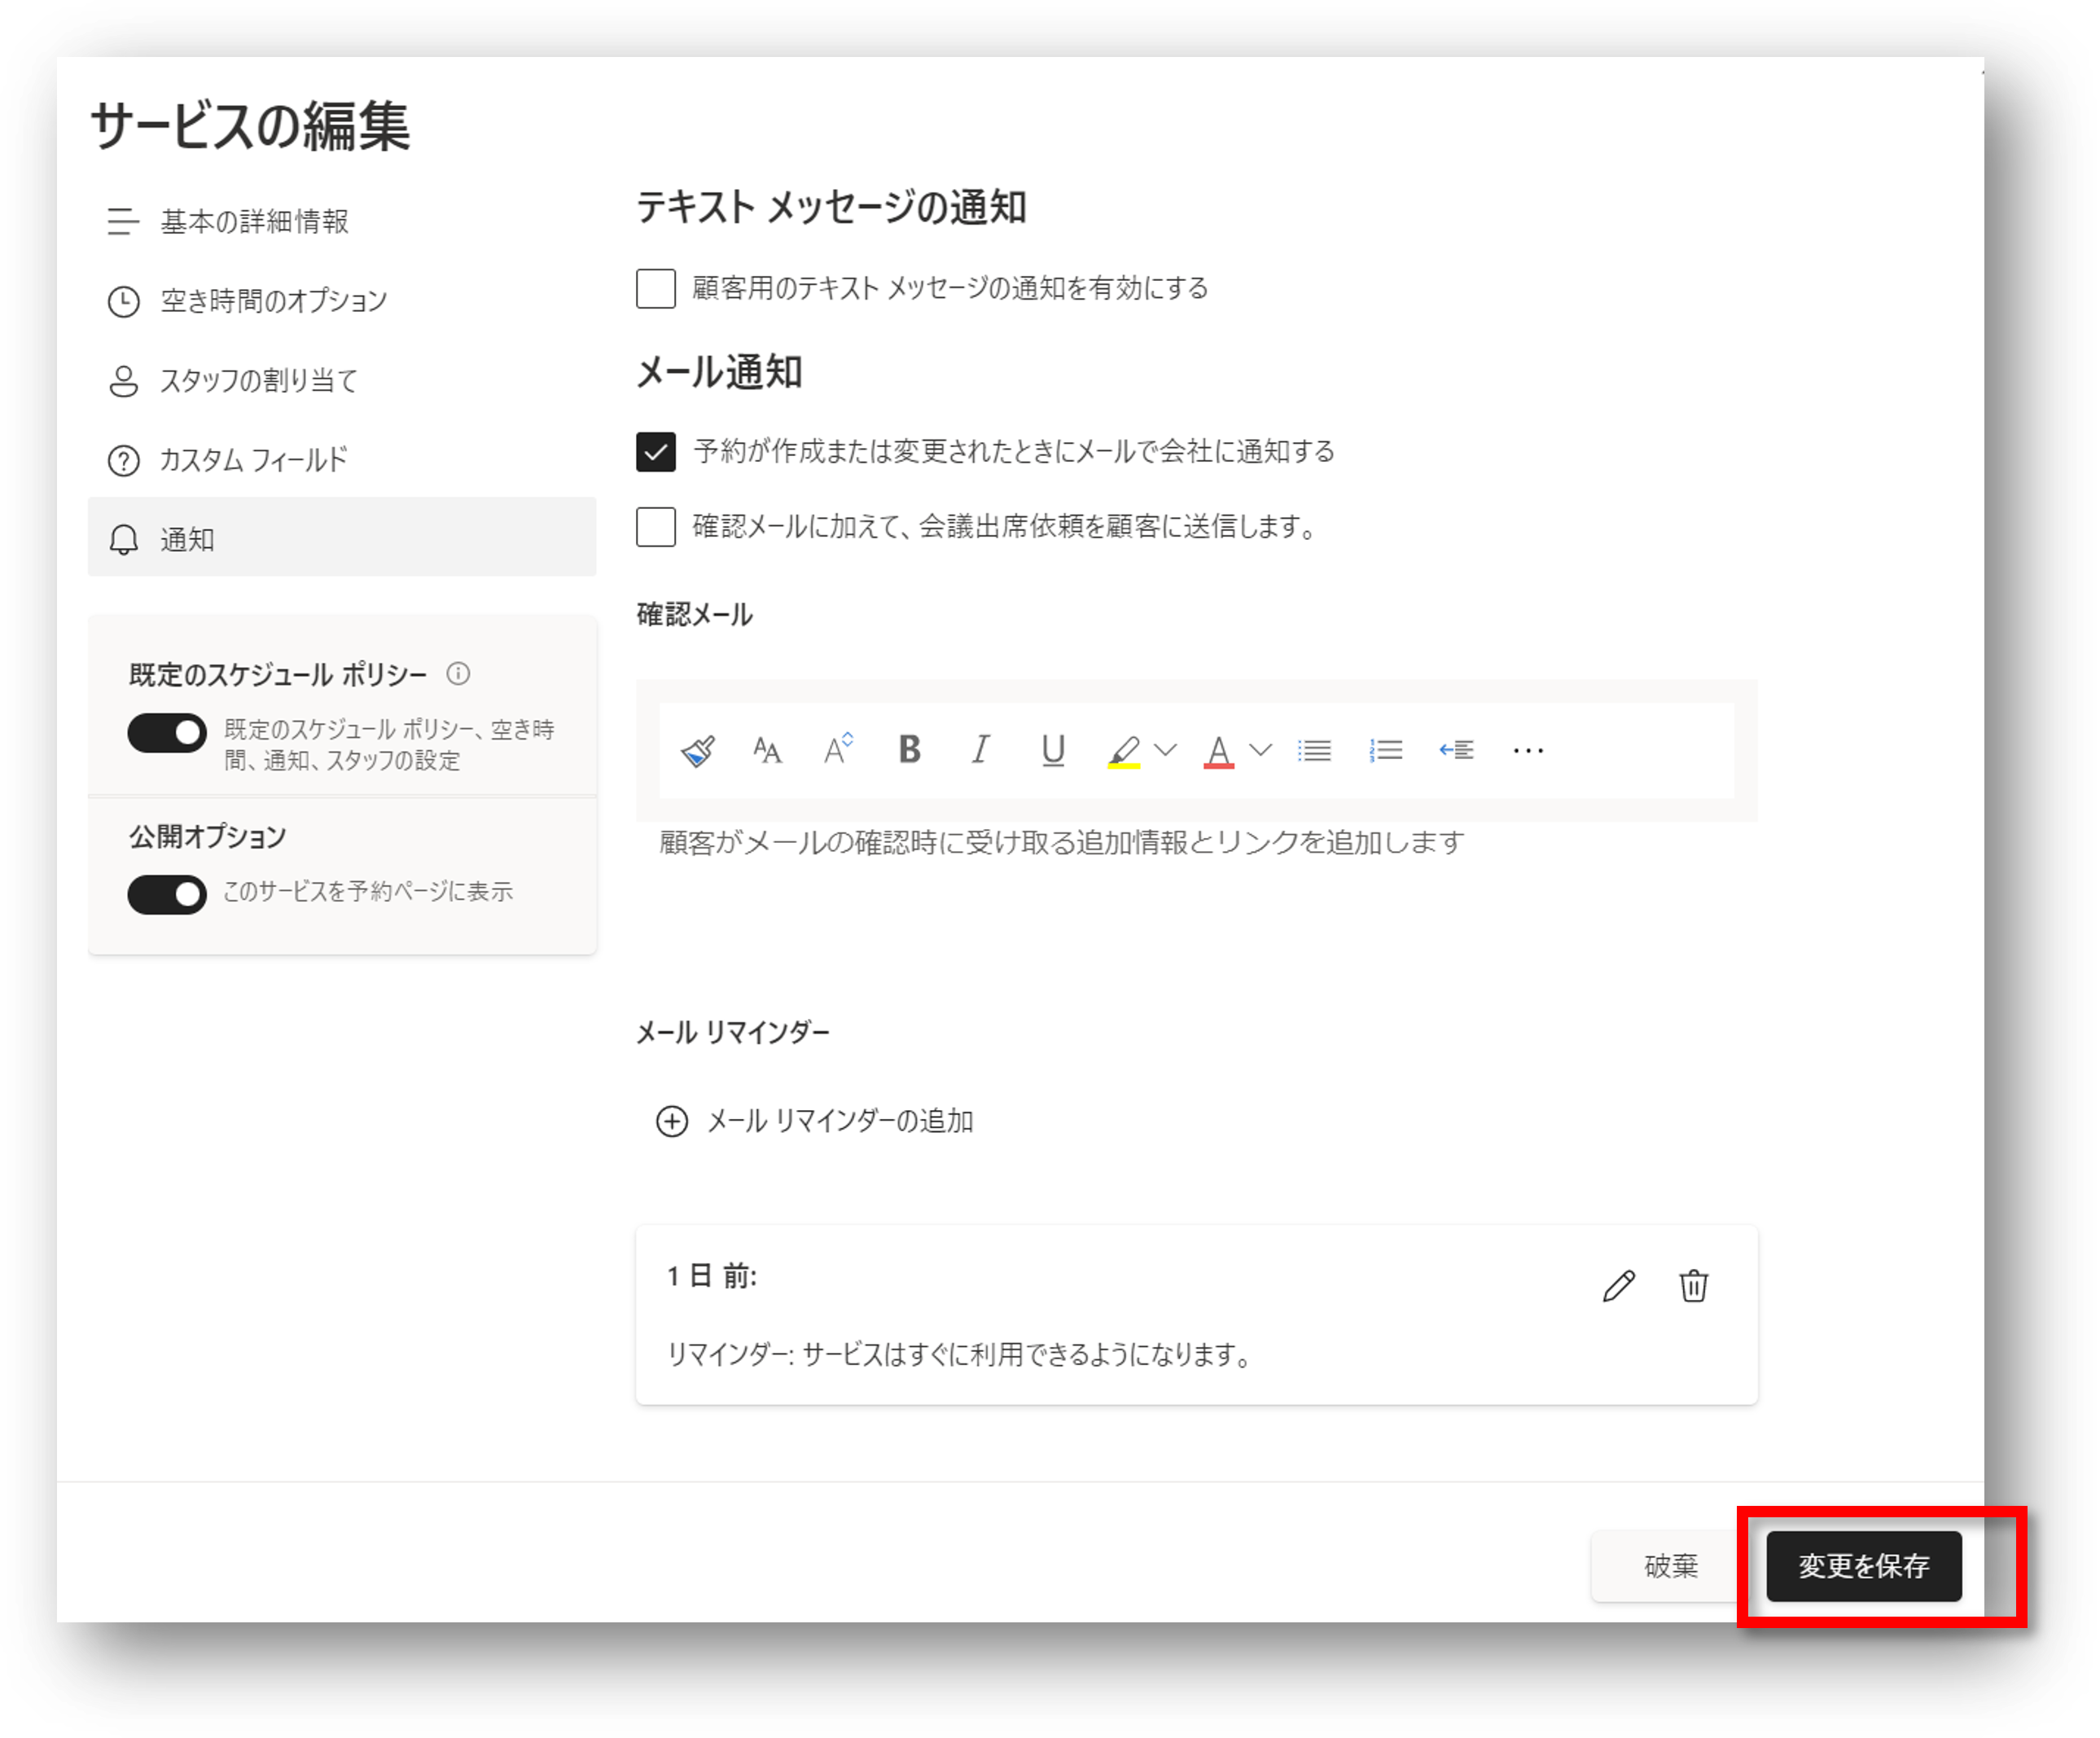 サービスの編集
基本の詳細情報
空き時間のオプション
スタッフの割り当て
カスタム フィールド
通知
既定のスケジュール ポリシー
既定のスケジュール ポリシー、空き時
間、通知、スタッフの設定
公開オプション
このサービスを予約ページに表示
テキスト メッセージの通知
顧客用のテキスト メッセージの通知を有効にする
メール通知
予約が作成または変更されたときにメールで会社に通知する
確認メールに加えて、会議出席依頼を顧客に送信します。
確認メール
顧客がメールの確認時に受け取る追加情報とリンクを追加します
メール リマインダー
メール リマインダーの追加
1 日 前:
リマインダー: サービスはすぐに利用できるようになります。
破棄
変更を保存